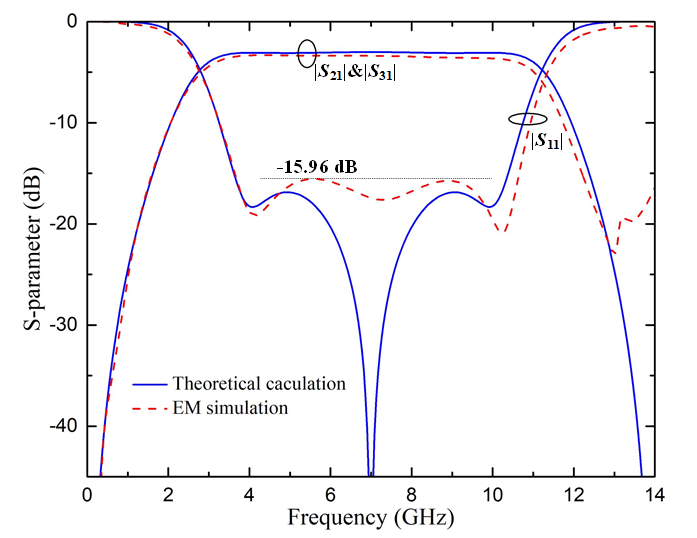 0
-10
-20
-30
-40
S-parameter (dB)
|S21|&|S31|
|S11|
-15.96 dB
Theoretical caculation
EM simulation
0 2 4 6 8 10 12 14
Frequency (GHz)